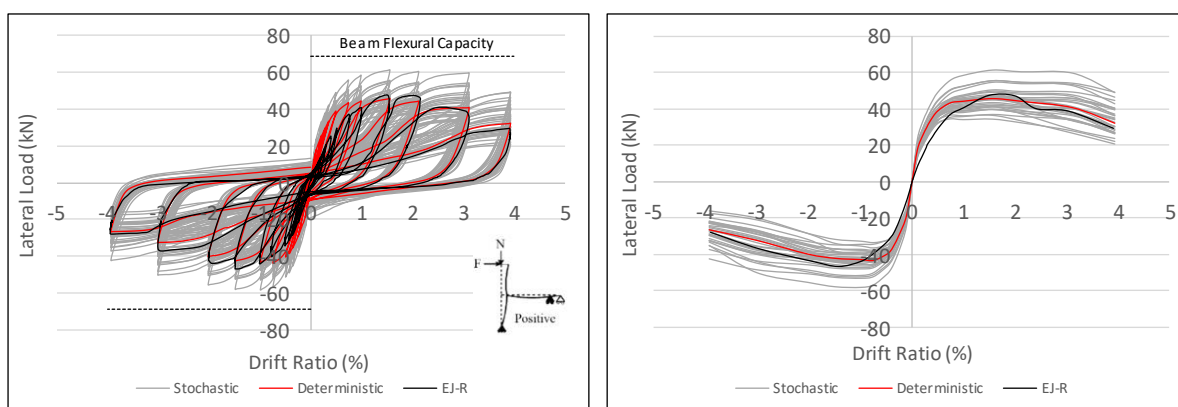 80
Beam Flexural Capacity
60
40
20
0
-5 -4 -3 -2 -1 0 1 2 3 4 5
-20
-40
-60
-80
Lateral Load (kN)
Drift Ratio (%)
N
F
Positive
Stochastic Deterministic EJ-R
80
60
40
20
0
-5 -4 -3 -2 -1 0 1 2 3 4 5
-20
-40
-60
-80
Lateral Load (kN)
Drift Ratio (%)
Stochastic Deterministic EJ-R